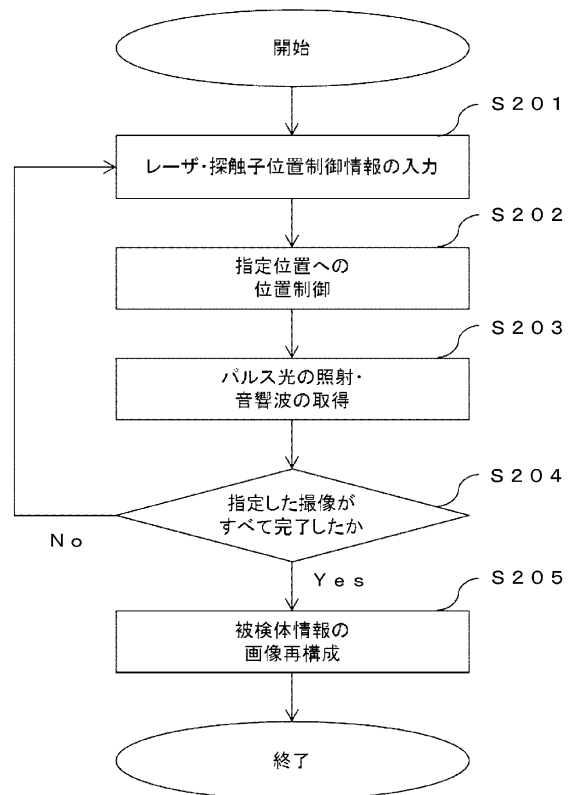 開始
Ｓ２０１
レーザ・探触子位置制御情報の入力
Ｓ２０２
指定位置への
位置制御
Ｓ２０３
パルス光の照射・
音響波の取得
Ｓ２０４
指定した撮像が
すべて完了したか
Ｎｏ
Ｙｅｓ
Ｓ２０５
被検体情報の
画像再構成
終了